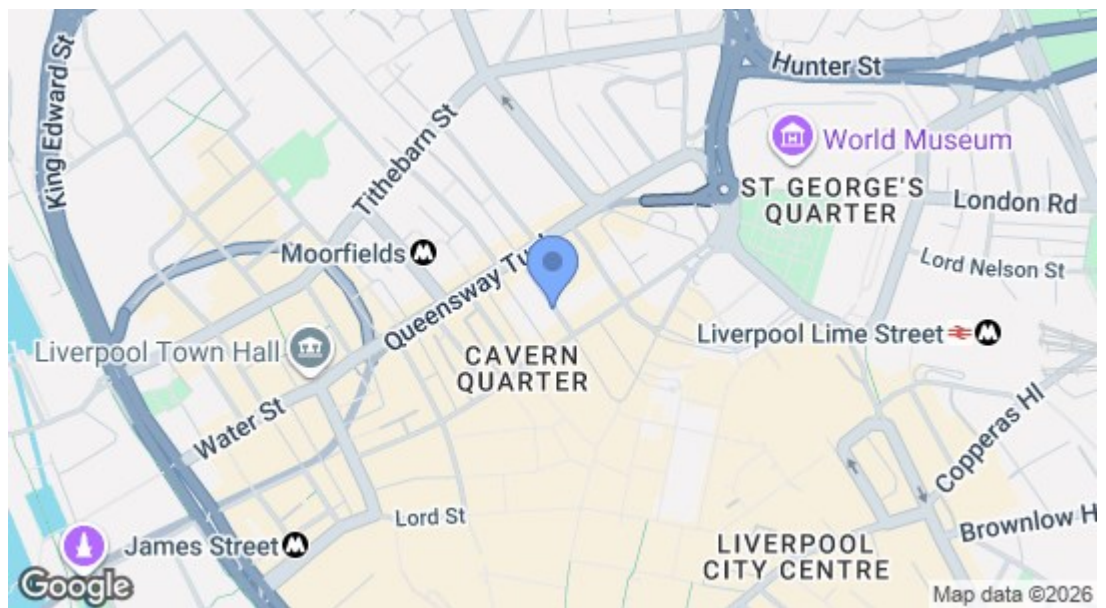 King Edward St
Hunter St
Tithebarn St
World Museum
ST GEORGE'S
QUARTER
London Rd
Moorfields
Queensway
Lord Nelson St
Liverpool Town Hall
Liverpool Lime Street
CAVERN
QUARTER
Water St
Copperas Hl
Lord St
Brownlow
James Street
LIVERPOOL
CITY CENTRE
Google
Map data ©2026